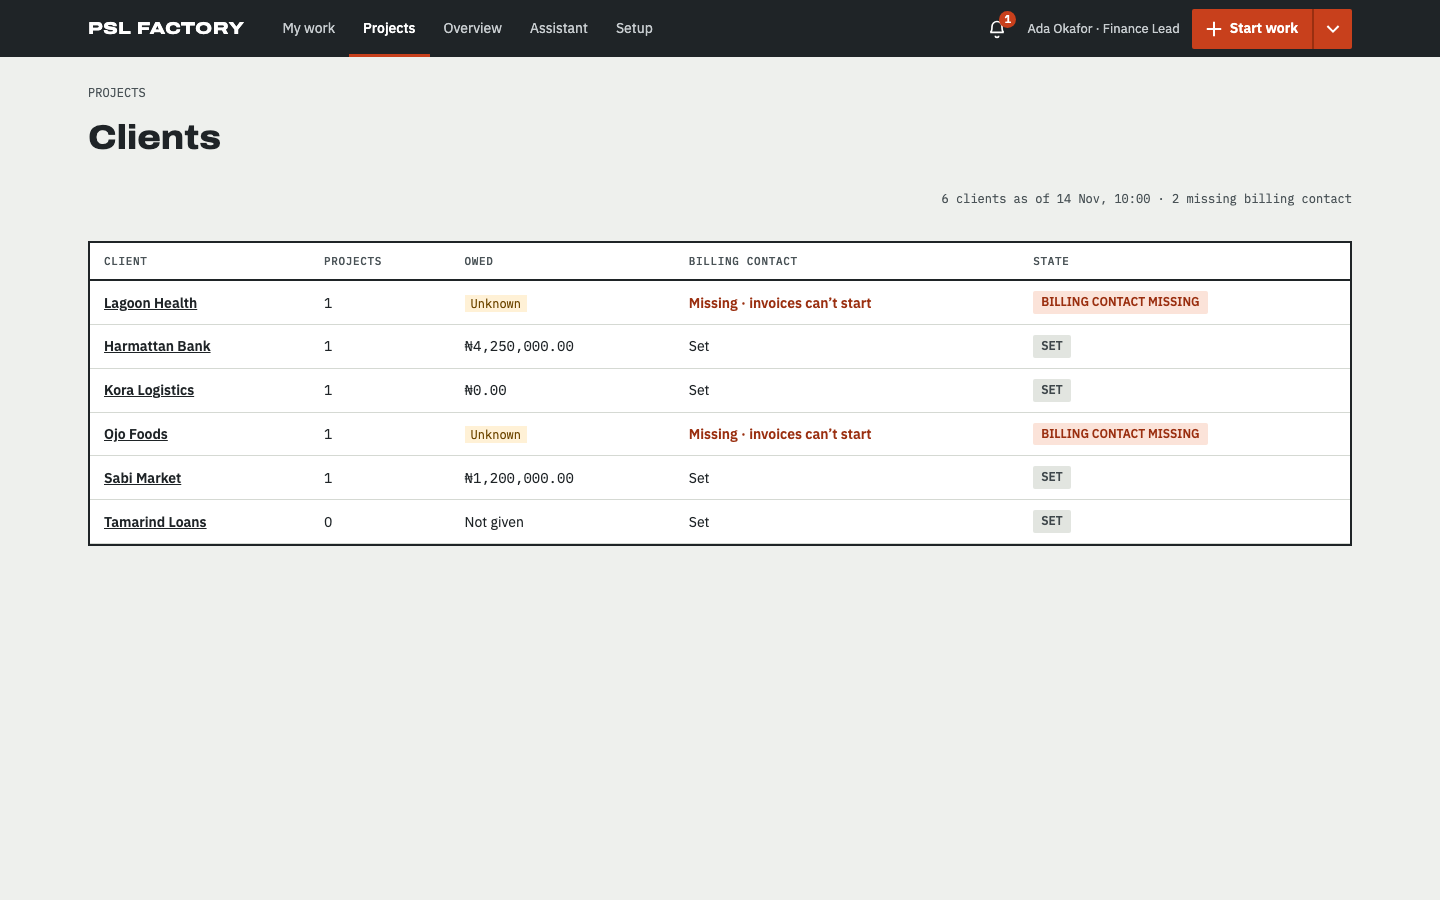 PSL FACTORY My work Projects Overview Assistant Setup 1 Ada Okafor · Finance Lead Start work
PROJECTS
Clients
6 clients as of 14 Nov, 10:00 · 2 missing billing contact
CLIENT PROJECTS OWED BILLING CONTACT STATE
Lagoon Health 1 Unknown Missing · invoices can’t start BILLING CONTACT MISSING
Harmattan Bank 1 ₦4,250,000.00 Set SET
Kora Logistics 1 ₦0.00 Set SET
Ojo Foods 1 Unknown Missing · invoices can’t start BILLING CONTACT MISSING
Sabi Market 1 ₦1,200,000.00 Set SET
Tamarind Loans 0 Not given Set SET